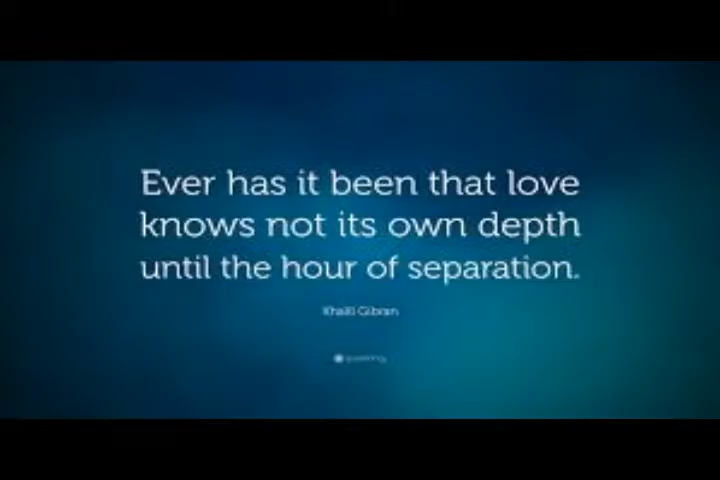 Ever has it been that love
knows not its own depth
until the hour of separation.
Khalil Gibran